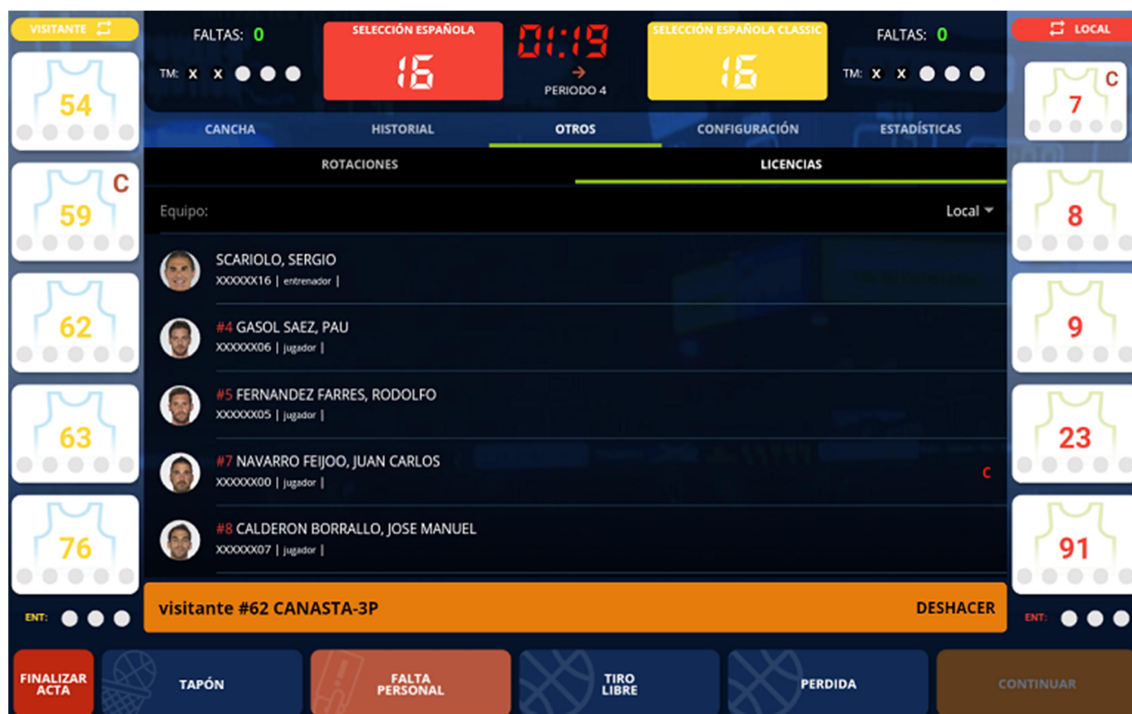 VISITANTE
FALTAS: 0
SELECCIÓN ESPAÑOLA
01:19
SELECCIÓN ESPAÑOLA CLASSIC
FALTAS: 0
LOCAL
TM: X X
16
PERIODO 4
16
TM: X X
54
7 C
CANCHA
HISTORIAL
OTROS
CONFIGURACIÓN
ESTADÍSTICAS
ROTACIONES
LICENCIAS
59 C
8
Equipo:
Local
SCARIOLO, SERGIO
XXXXXX16 | entrenador |
62
9
#4 GASOL SAEZ, PAU
XXXXXX06 | jugador |
#5 FERNANDEZ FARRES, RODOLFO
XXXXXX05 | jugador |
63
23
#7 NAVARRO FEIJOO, JUAN CARLOS
XXXXXX00 | jugador |
C
#8 CALDERON BORRALLO, JOSE MANUEL
XXXXXX07 | jugador |
76
91
visitante #62 CANASTA-3P
DESHACER
ENT:
ENT:
FINALIZAR
ACTA
TAPÓN
FALTA
PERSONAL
TIRO
LIBRE
PERDIDA
CONTINUAR